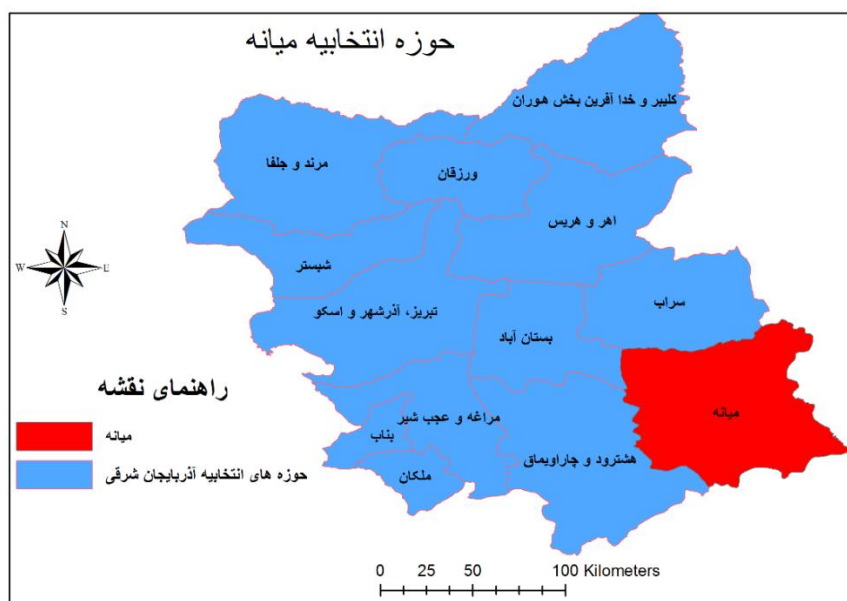 حوزه انتخابیه میانه
کلیبر و خدا آفرین بخش هوران
مرند و جلفا
ورزقان
اهر و هریس
N
W
E
S
شبستر
سراب
تبریز، آذرشهر و اسکو
بستان آباد
راهنمای نقشه
میانه
مراغه و عجب شیر
میانه
بناب
هشترود و چاراویماق
حوزه های انتخابیه آذربایجان شرقی
ملکان
0 25 50 100 Kilometers